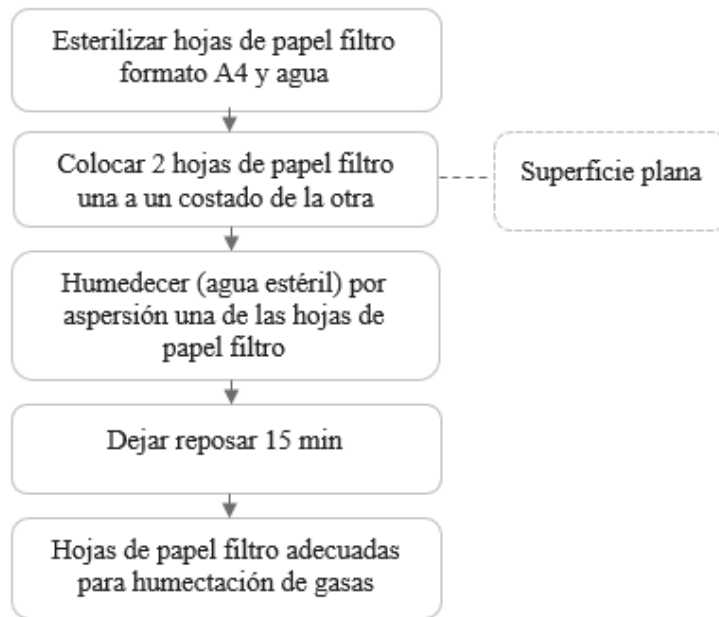 Esterilizar hojas de papel filtro
formato A4 y agua
Colocar 2 hojas de papel filtro
una a un costado de la otra
Superficie plana
Humedecer (agua estéril) por
aspersión una de las hojas de
papel filtro
Dejar reposar 15 min
Hojas de papel filtro adecuadas
para humectación de gasas